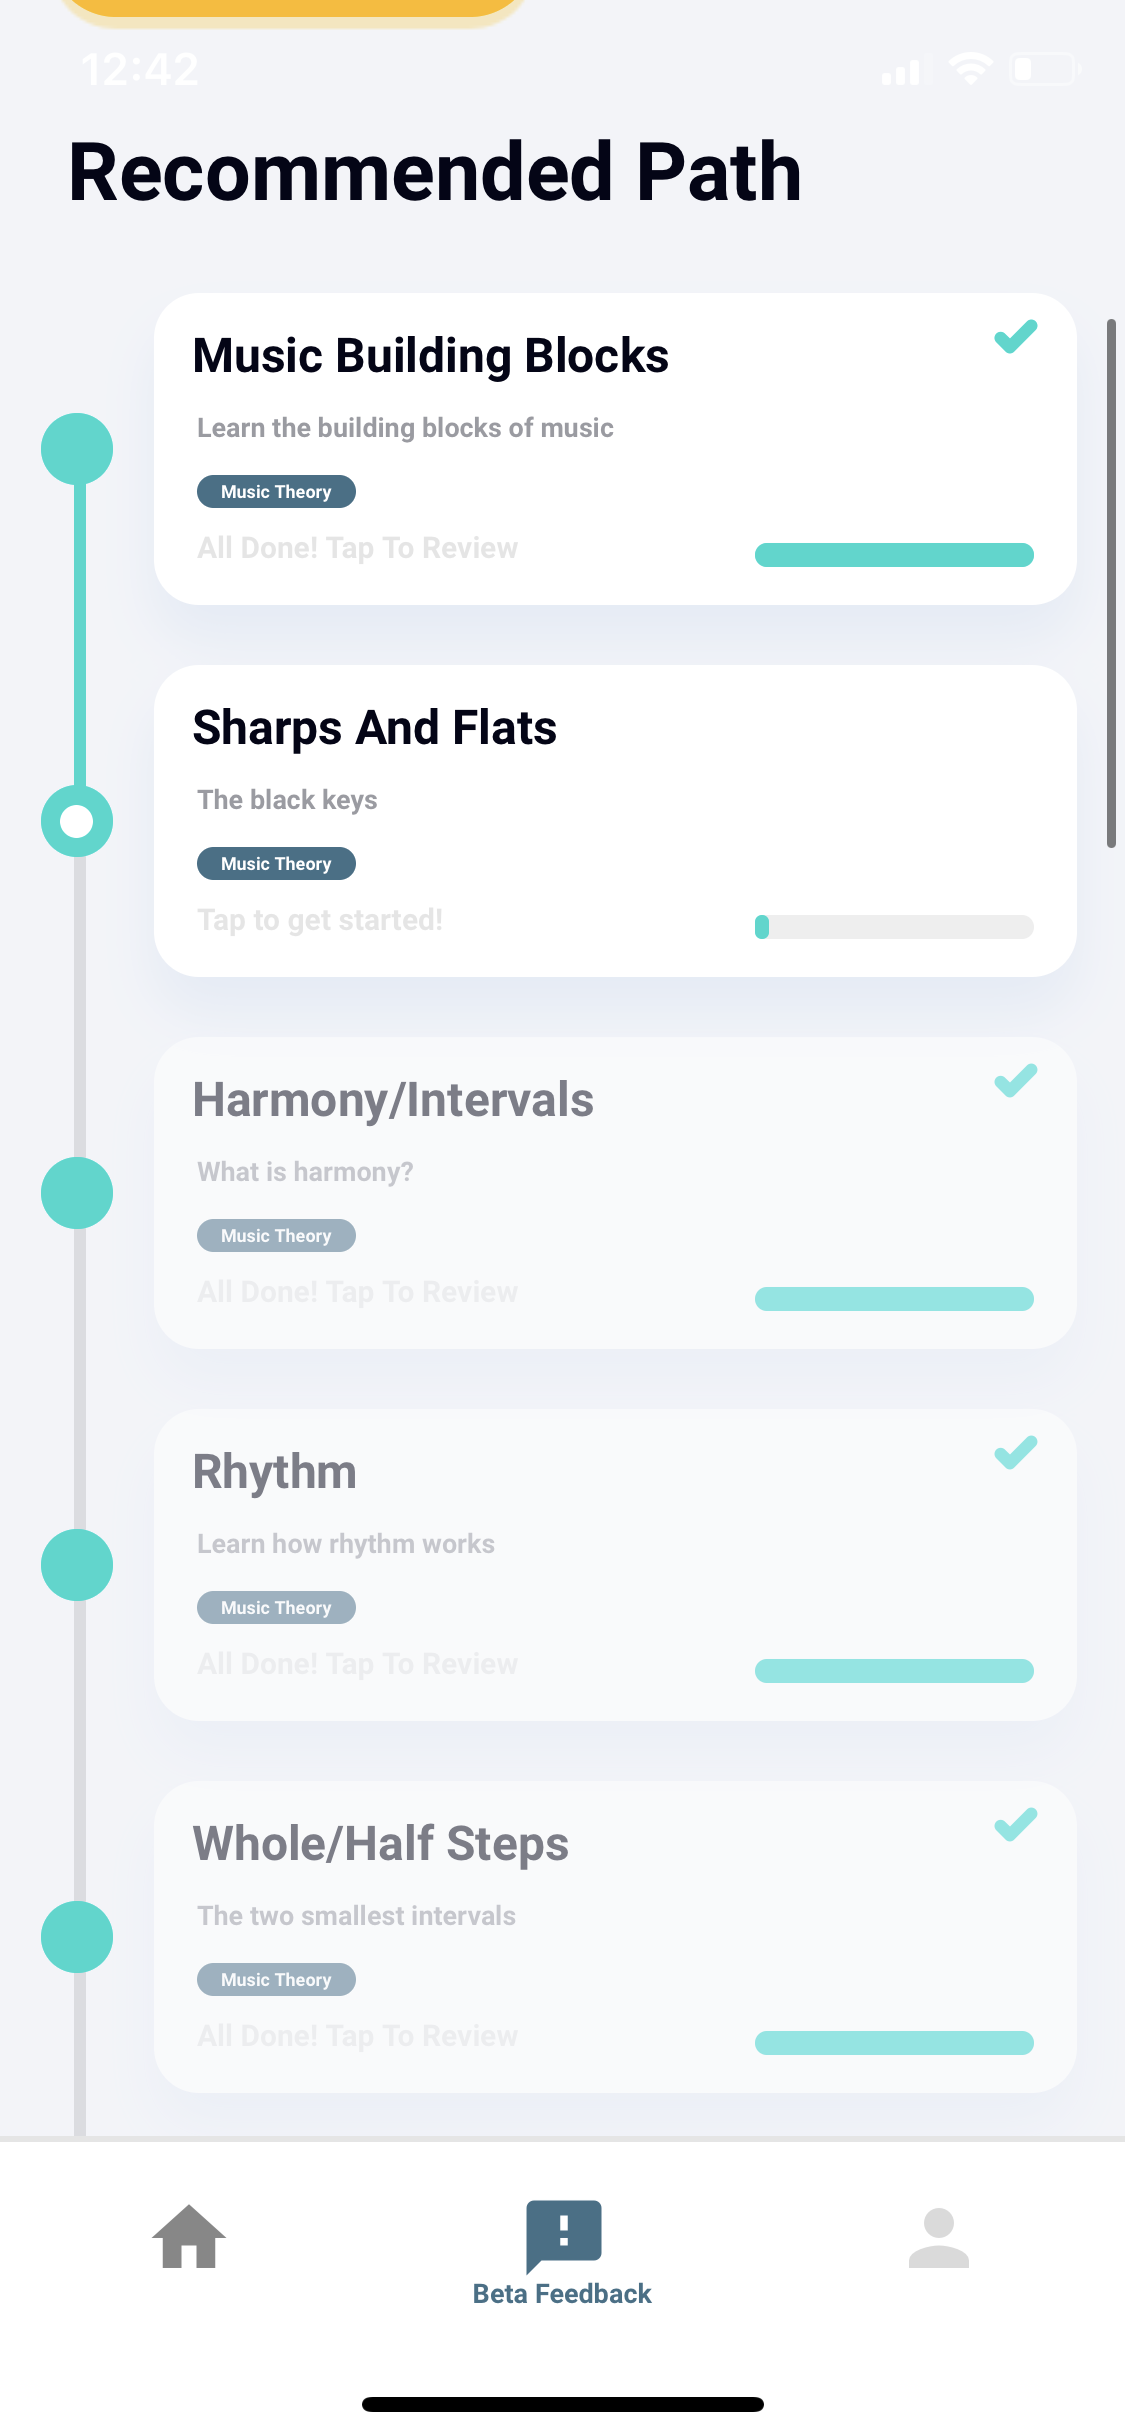 12:42
Recommended Path
Music Building Blocks
Learn the building blocks of music
Music Theory
All Done! Tap To Review
Sharps And Flats
The black keys
Music Theory
Tap to get started!
Harmony/Intervals
What is harmony?
Music Theory
All Done! Tap To Review
Rhythm
Learn how rhythm works
Music Theory
All Done! Tap To Review
Whole/Half Steps
The two smallest intervals
Music Theory
All Done! Tap To Review
Beta Feedback